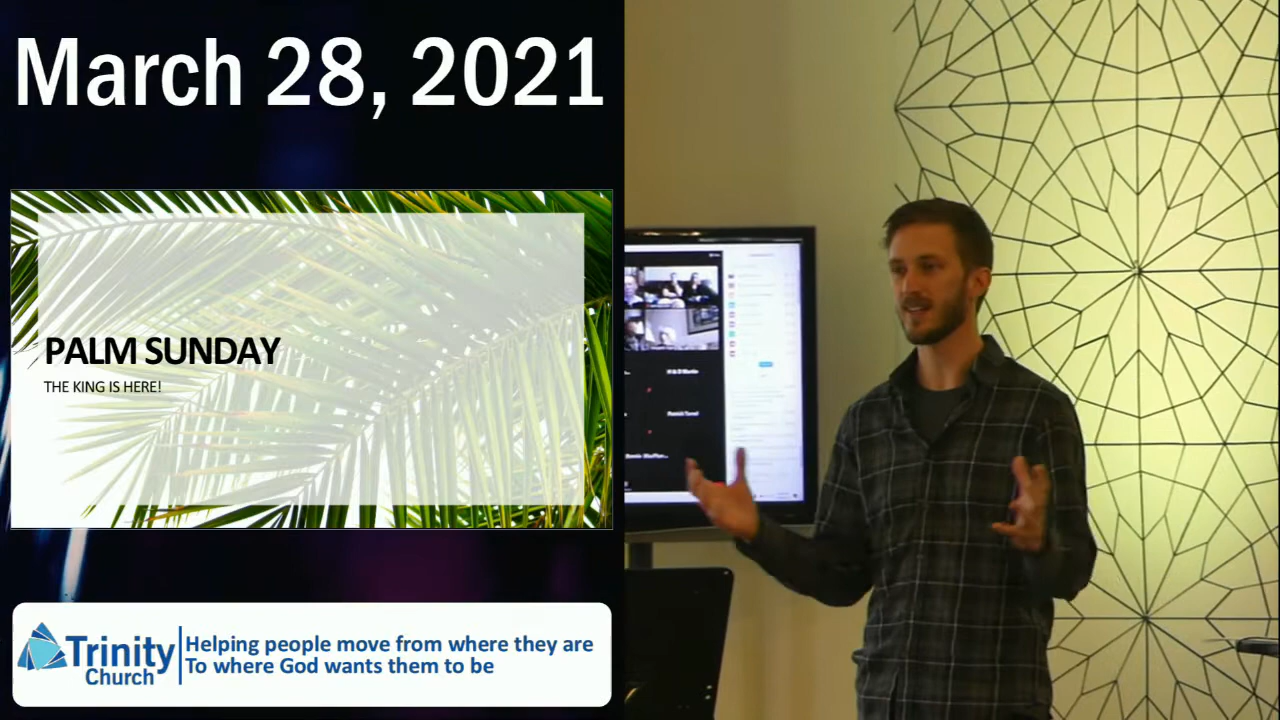 March 28, 2021
PALM SUNDAY
THE KING IS HERE!
Trinity
Church
Helping people move from where they are
To where God wants them to be